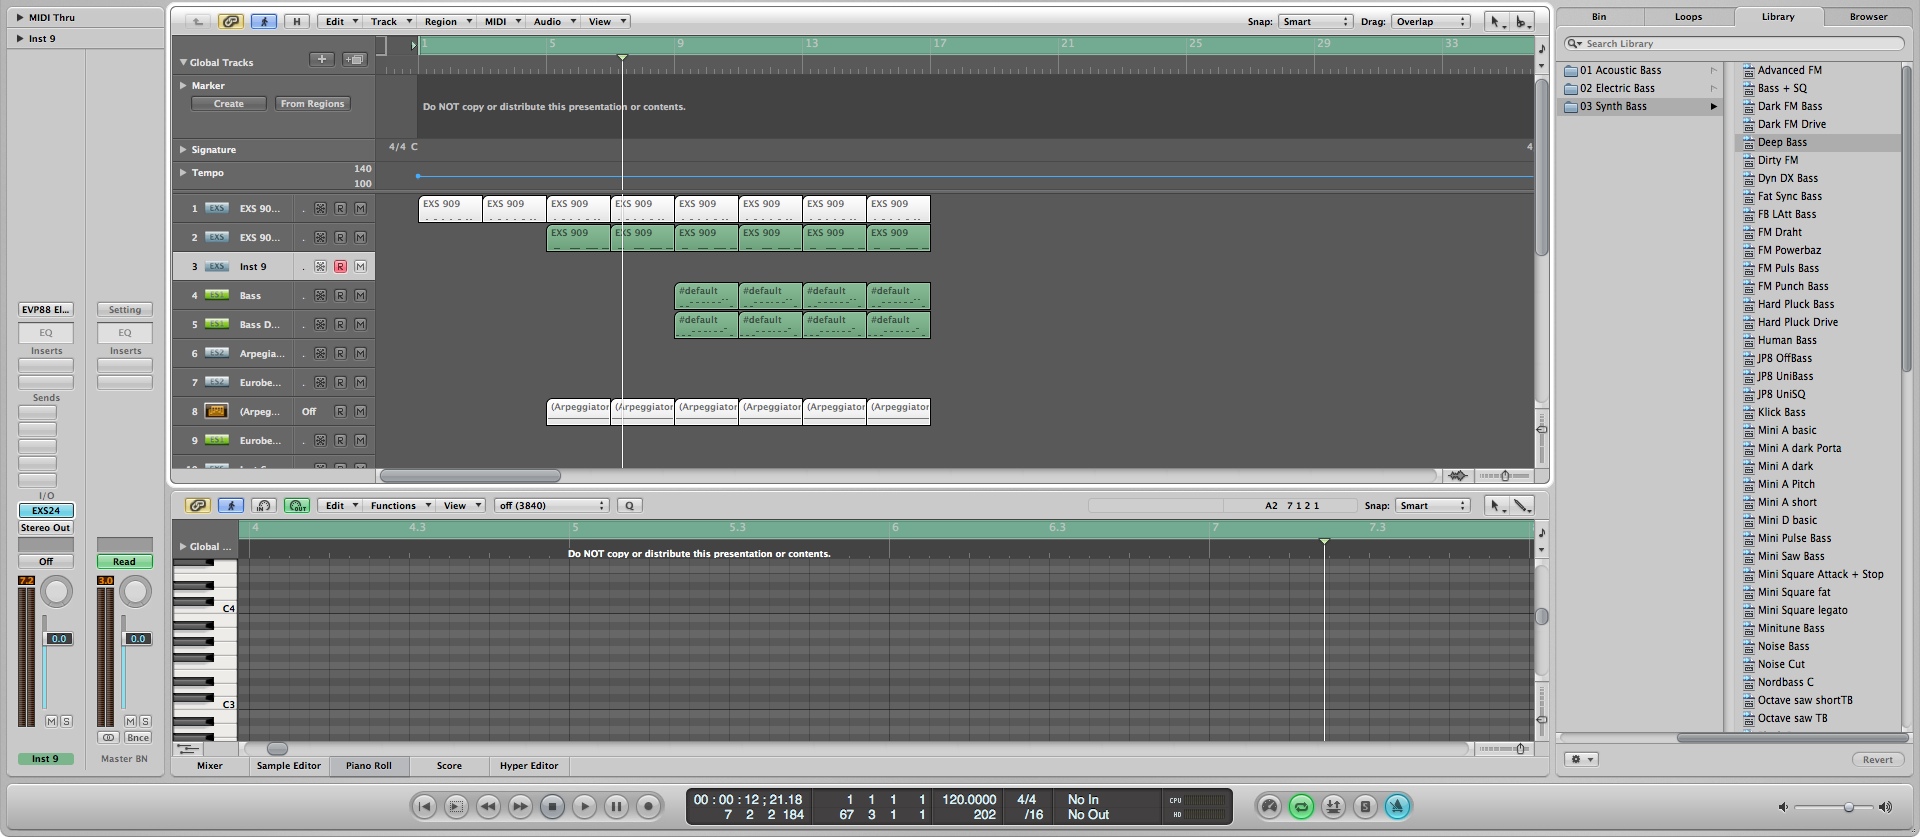 MIDI Thru
Inst 9
EVP88 El...
Setting
EQ
EQ
Inserts
Inserts
Sends
I/O
EXS24
Stereo Out
Off
Read
7.2
3.0
0.0
0.0
M S
M S
Bnce
Inst 9
Master BN
H
Edit
Track
Region
MIDI
Audio
View
Snap: Smart
Drag: Overlap
1 5 9 13 17 21 25 29 33
Global Tracks
Marker
Create
From Regions
Do NOT copy or distribute this presentation or contents.
Signature
4/4 C
4
Tempo
140
100
1 EXS EXS 90... . R M
EXS 909 EXS 909 EXS 909 EXS 909 EXS 909 EXS 909 EXS 909 EXS 909
2 EXS EXS 90... . R M
EXS 909 EXS 909 EXS 909 EXS 909 EXS 909 EXS 909
3 EXS Inst 9 . R M
4 ES1 Bass . R M
#default #default #default #default
5 ES1 Bass D... . R M
#default #default #default #default
6 ES2 Arpegia... . R M
7 ES2 Eurobe... . R M
8 (Arpeg... Off R M
(Arpeggiator (Arpeggiator (Arpeggiator (Arpeggiator (Arpeggiator (Arpeggiator
9 ES1 Eurobe... . R M
IN
OUT
Edit
Functions
View
off (3840)
Q
A2 7 1 2 1
Snap: Smart
4 4.3 5 5.3 6 6.3 7 7.3
Global ...
Do NOT copy or distribute this presentation or contents.
C4
C3
Mixer
Sample Editor
Piano Roll
Score
Hyper Editor
Bin
Loops
Library
Browser
Search Library
01 Acoustic Bass
02 Electric Bass
03 Synth Bass
Advanced FM
Bass + SQ
Dark FM Bass
Dark FM Drive
Deep Bass
Dirty FM
Dyn DX Bass
Fat Sync Bass
FB LAtt Bass
FM Draht
FM Powerbaz
FM Puls Bass
FM Punch Bass
Hard Pluck Bass
Hard Pluck Drive
Human Bass
JP8 OffBass
JP8 UniBass
JP8 UniSQ
Klick Bass
Mini A basic
Mini A dark Porta
Mini A dark
Mini A Pitch
Mini A short
Mini D basic
Mini Pulse Bass
Mini Saw Bass
Mini Square Attack + Stop
Mini Square fat
Mini Square legato
Minitune Bass
Noise Bass
Noise Cut
Nordbass C
Octave saw shortTB
Octave saw TB
Revert
00 : 00 : 12 ; 21.18 1 1 1 1 120.0000 4/4 No In CPU
7 2 2 184 67 3 1 1 202 /16 No Out HD
S